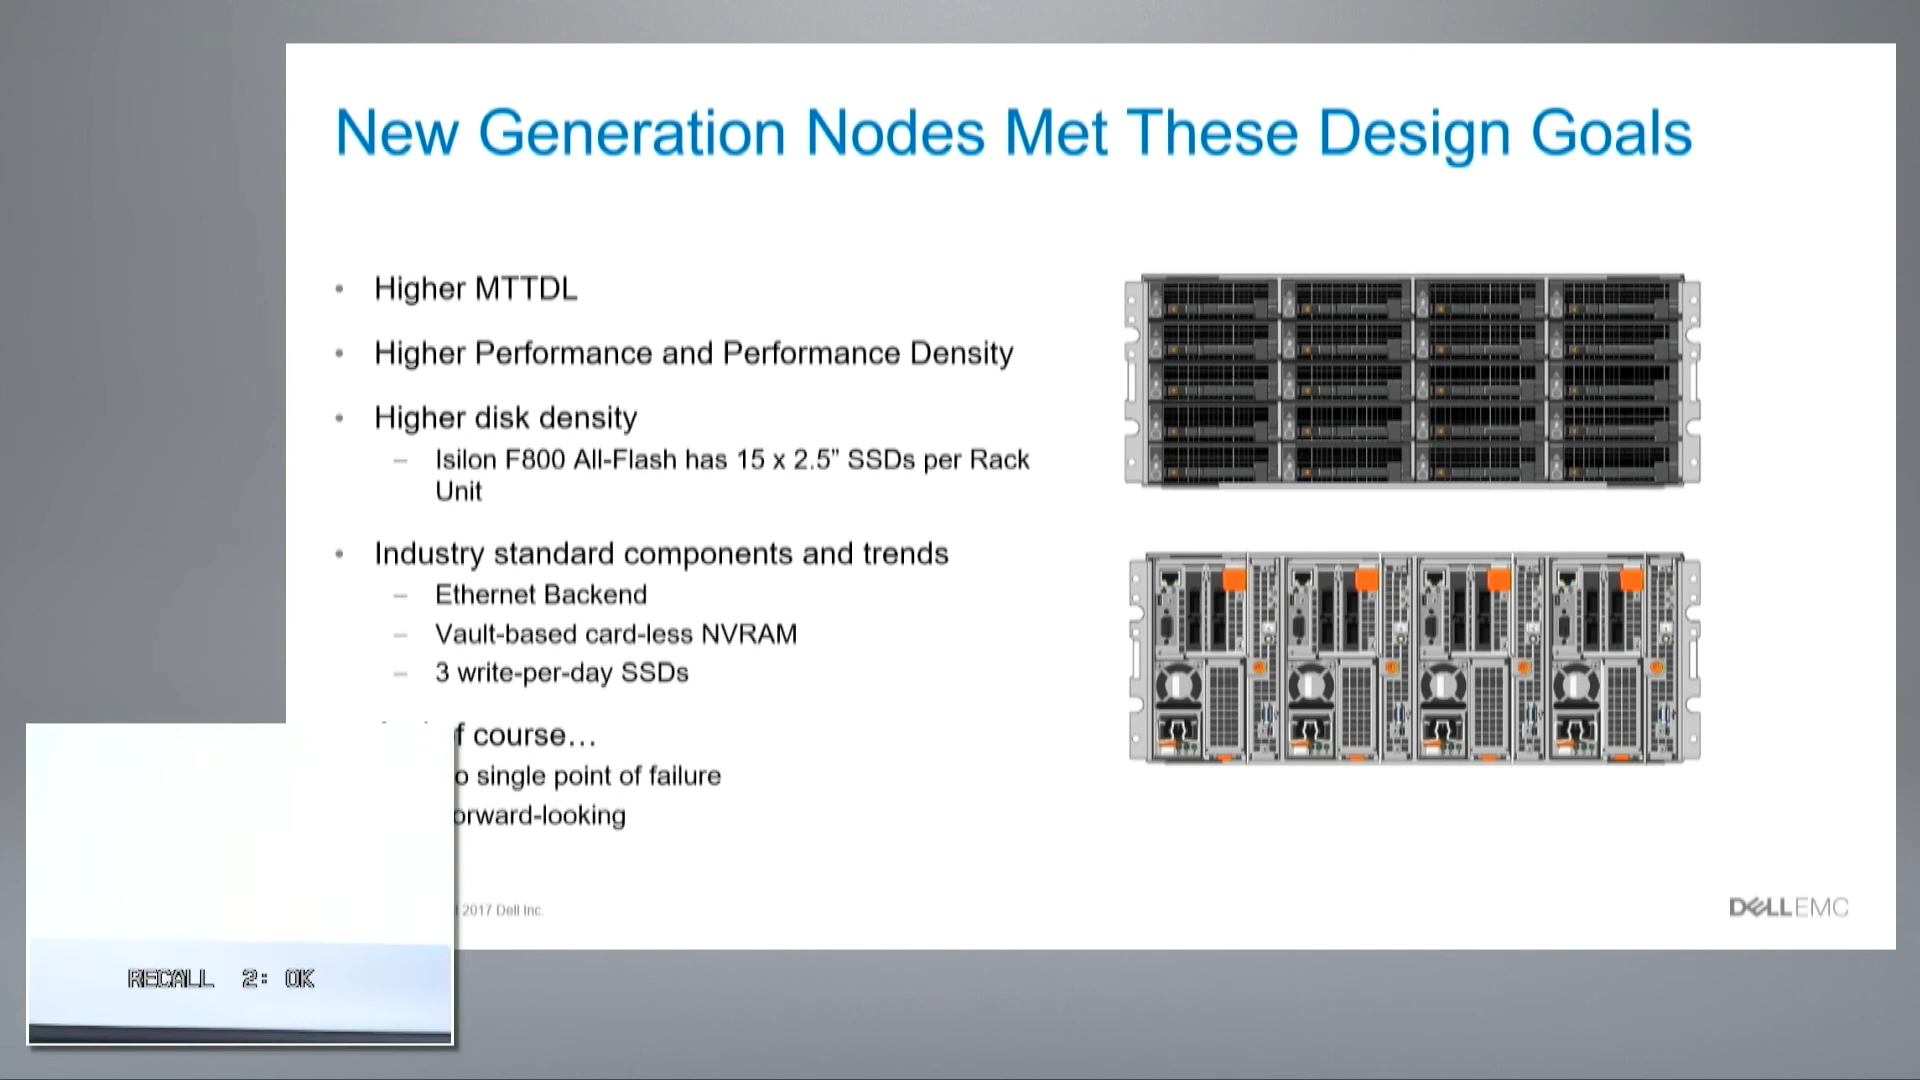 New Generation Nodes Met These Design Goals
• Higher MTTDL
• Higher Performance and Performance Density
• Higher disk density
– Isilon F800 All-Flash has 15 x 2.5” SSDs per Rack
Unit
• Industry standard components and trends
– Ethernet Backend
– Vault-based card-less NVRAM
– 3 write-per-day SSDs
course…
single point of failure
orward-looking
2017 Dell Inc.
DELLEMC
RECALL 2: OK